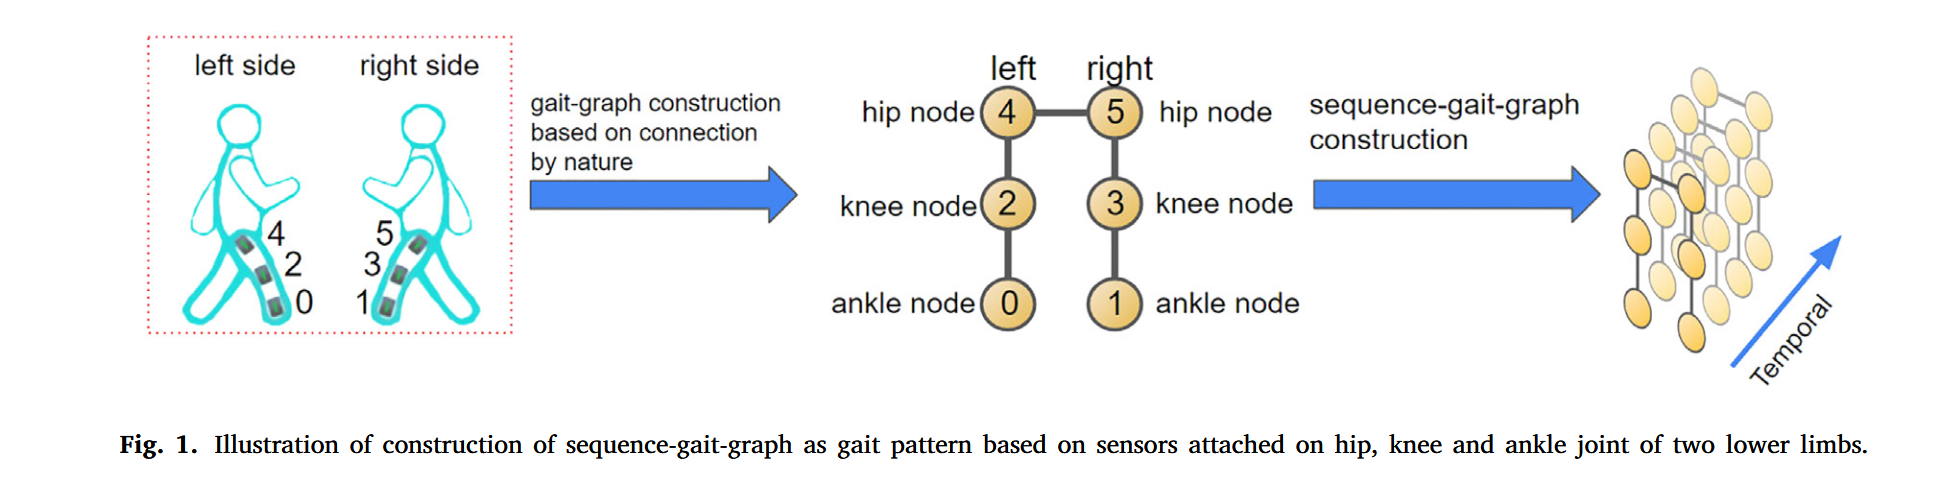 left side
right side
4
2
0
5
3
1
gait-graph construction
based on connection
by nature
left
right
hip node
4
5
hip node
knee node
2
3
knee node
ankle node
0
1
ankle node
sequence-gait-graph
construction
Temporal
Fig. 1. Illustration of construction of sequence-gait-graph as gait pattern based on sensors attached on hip, knee and ankle joint of two lower limbs.